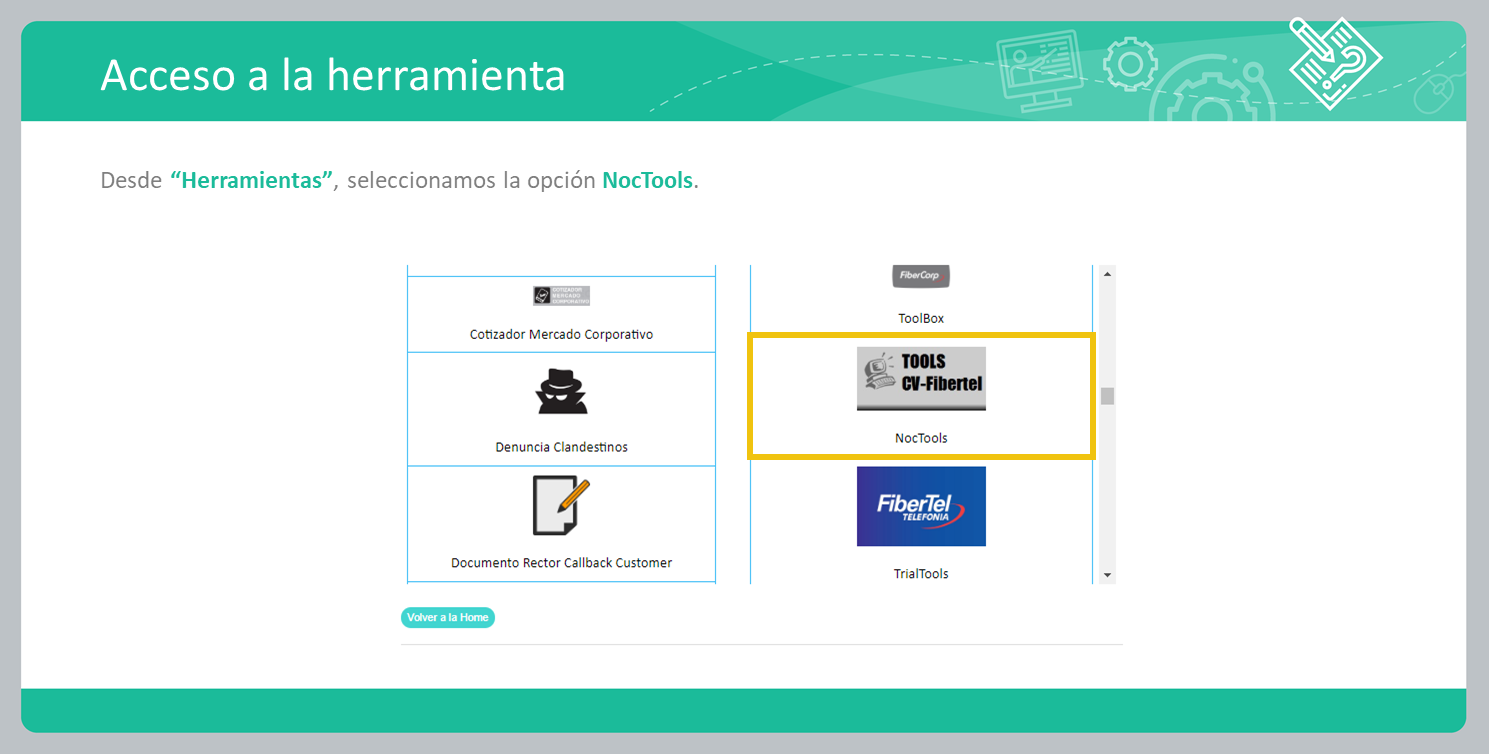 Acceso a la herramienta
Desde “Herramientas”, seleccionamos la opción NocTools.
COTIZADOR
MERCADO
CORPORATIVO
Cotizador Mercado Corporativo
Denuncia Clandestinos
Documento Rector Callback Customer
FiberCorp
ToolBox
TOOLS
CV-Fibertel
NocTools
FiberTel
TELEFONIA
TrialTools
Volver a la Home